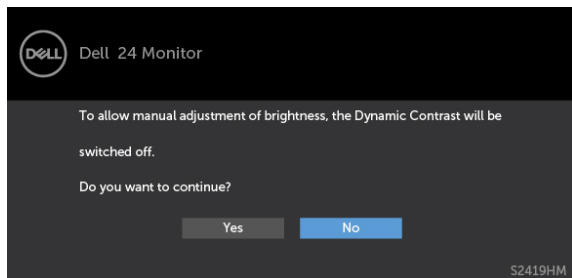 DELL
Dell 24 Monitor
To allow manual adjustment of brightness, the Dynamic Contrast will be
switched off.
Do you want to continue?
Yes
No
S2419HM